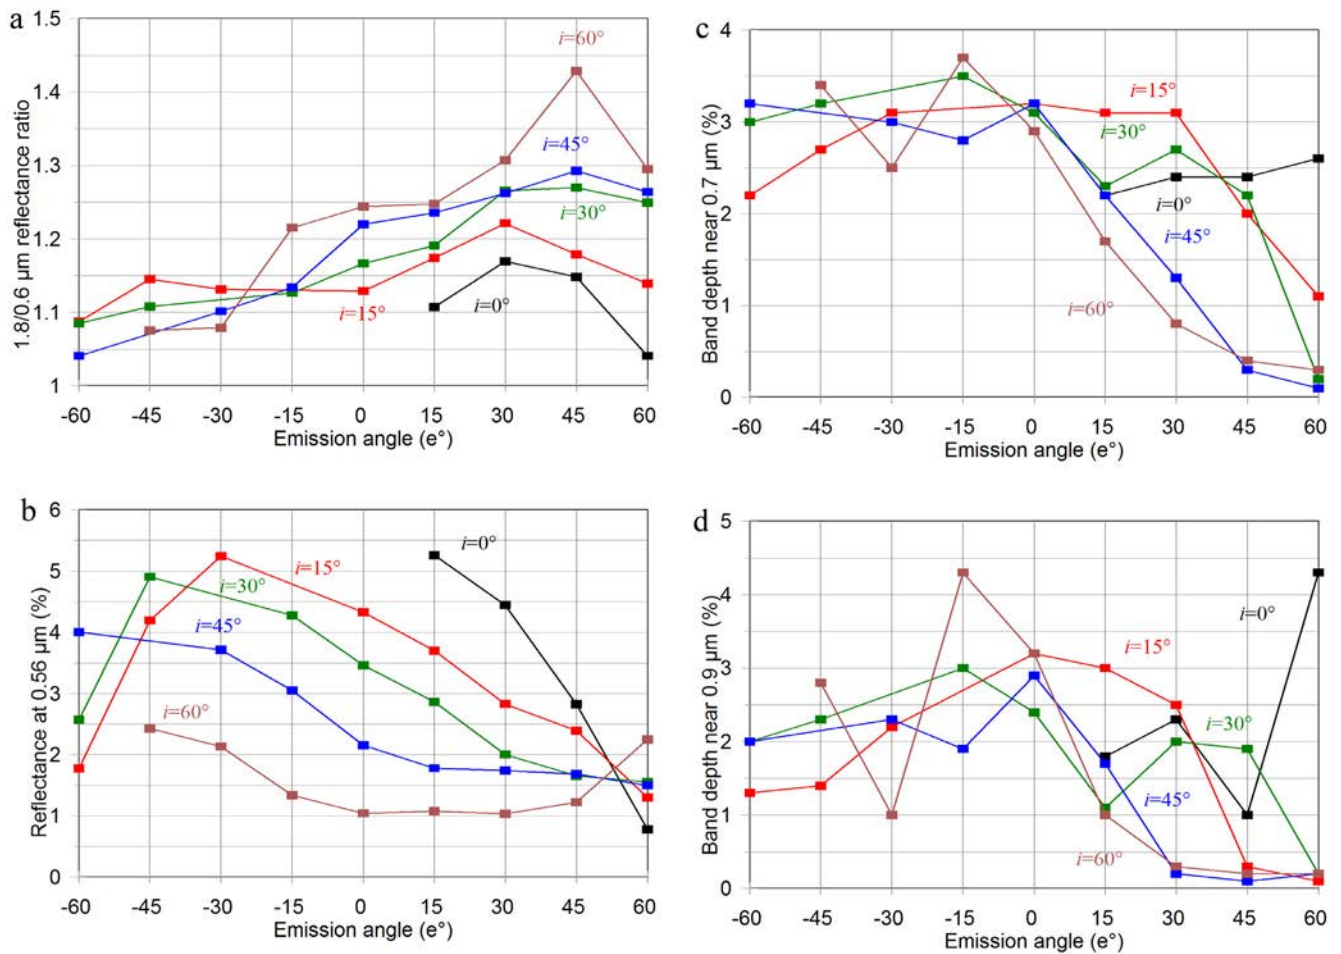 a
1.5
1.4
1.3
1.2
1.1
1
1.8/0.6 µm reflectance ratio
i=60°
i=45°
i=30°
i=15°
i=0°
-60 -45 -30 -15 0 15 30 45 60
Emission angle (e°)
c
4
3
2
1
0
Band depth near 0.7 µm (%)
i=15°
i=30°
i=0°
i=45°
i=60°
-60 -45 -30 -15 0 15 30 45 60
Emission angle (e°)
b
6
5
4
3
2
1
0
Reflectance at 0.56 µm (%)
i=0°
i=15°
i=30°
i=45°
i=60°
-60 -45 -30 -15 0 15 30 45 60
Emission angle (e°)
d
5
4
3
2
1
0
Band depth near 0.9 µm (%)
i=0°
i=15°
i=30°
i=45°
i=60°
-60 -45 -30 -15 0 15 30 45 60
Emission angle (e°)